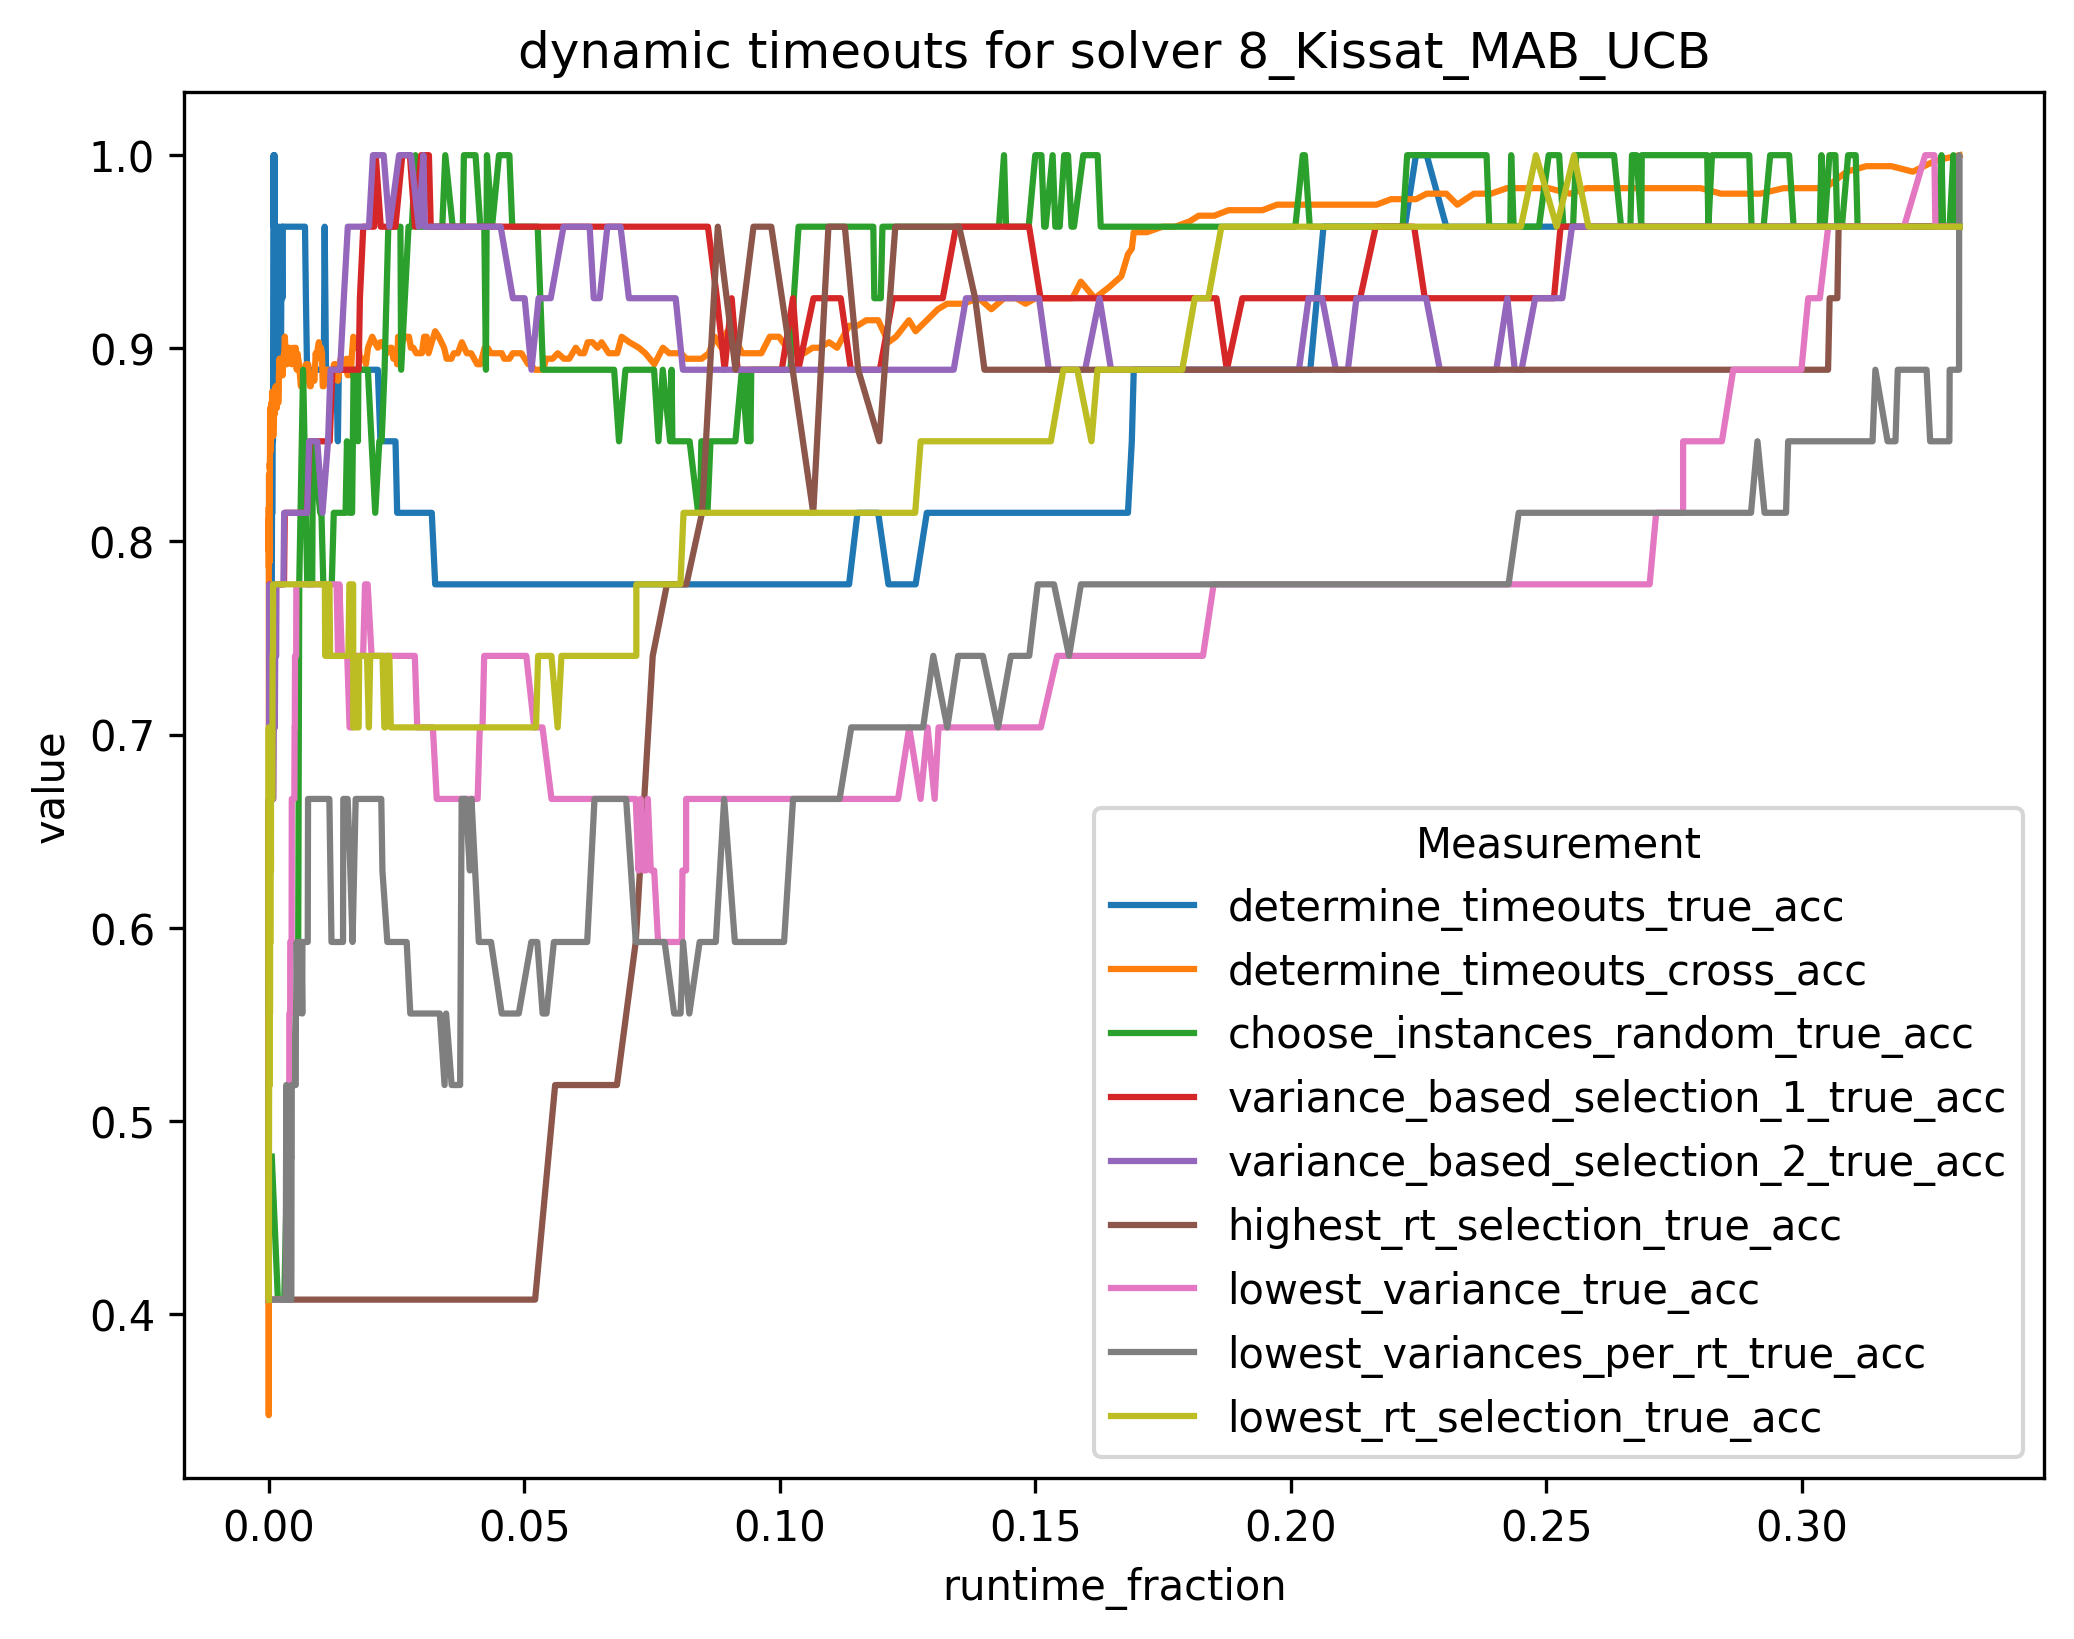 dynamic timeouts for solver 8_Kissat_MAB_UCB
1.0
0.9
0.8
0.7
0.6
0.5
0.4
value
0.00 0.05 0.10 0.15 0.20 0.25 0.30
runtime_fraction
Measurement
determine_timeouts_true_acc
determine_timeouts_cross_acc
choose_instances_random_true_acc
variance_based_selection_1_true_acc
variance_based_selection_2_true_acc
highest_rt_selection_true_acc
lowest_variance_true_acc
lowest_variances_per_rt_true_acc
lowest_rt_selection_true_acc